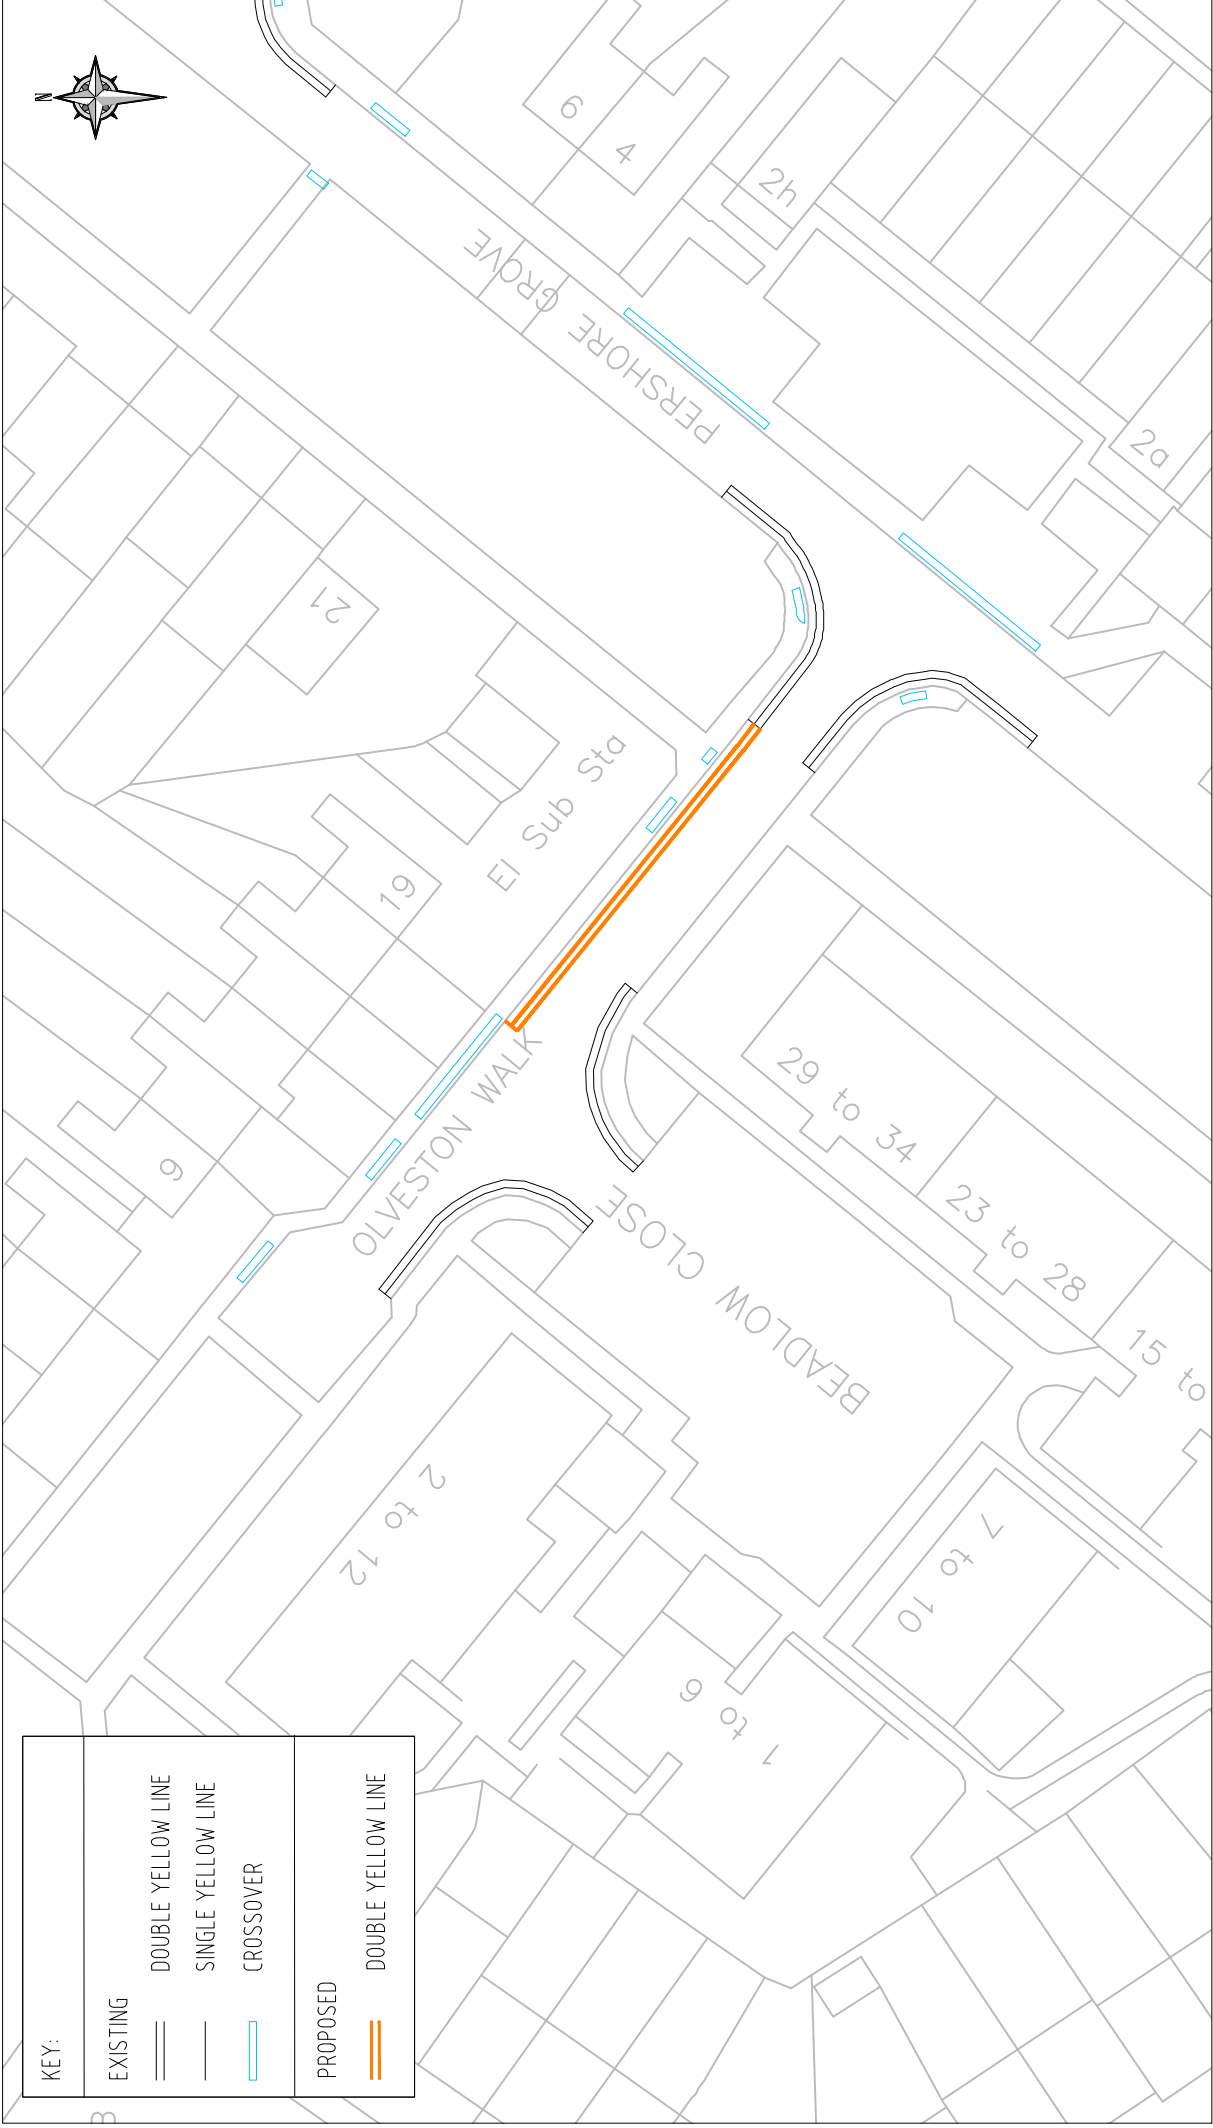 N
KEY:
EXISTING
DOUBLE YELLOW LINE
SINGLE YELLOW LINE
CROSSOVER
PROPOSED
DOUBLE YELLOW LINE
PERSHORE GROVE
OLVESTON WALK
BEADLOW CLOSE
El Sub Sta
6
4
2h
2a
21
19
9
29 to 34
23 to 28
15 to
2 to 12
1 to 6
7 to 10